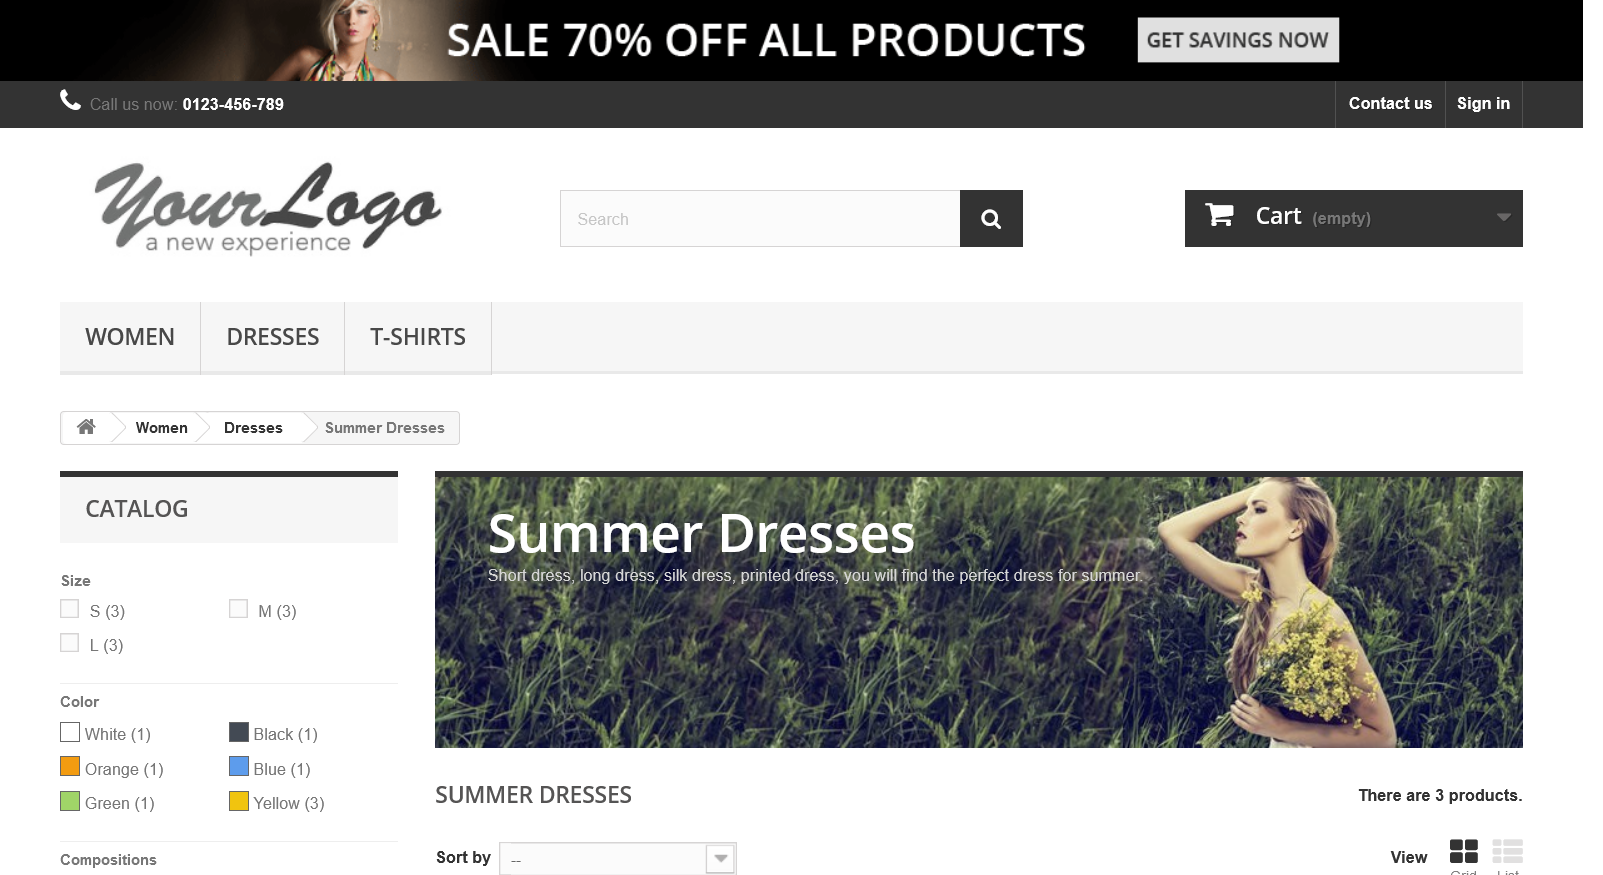 SALE 70% OFF ALL PRODUCTS
GET SAVINGS NOW
Call us now: 0123-456-789
Contact us
Sign in
Your Logo
a new experience
Search
Cart (empty)
WOMEN
DRESSES
T-SHIRTS
Women
Dresses
Summer Dresses
CATALOG
Size
S (3)
M (3)
L (3)
Color
White (1)
Black (1)
Orange (1)
Blue (1)
Green (1)
Yellow (3)
Compositions
Summer Dresses
Short dress, long dress, silk dress, printed dress, you will find the perfect dress for summer.
SUMMER DRESSES
There are 3 products.
Sort by
--
View
Grid
List